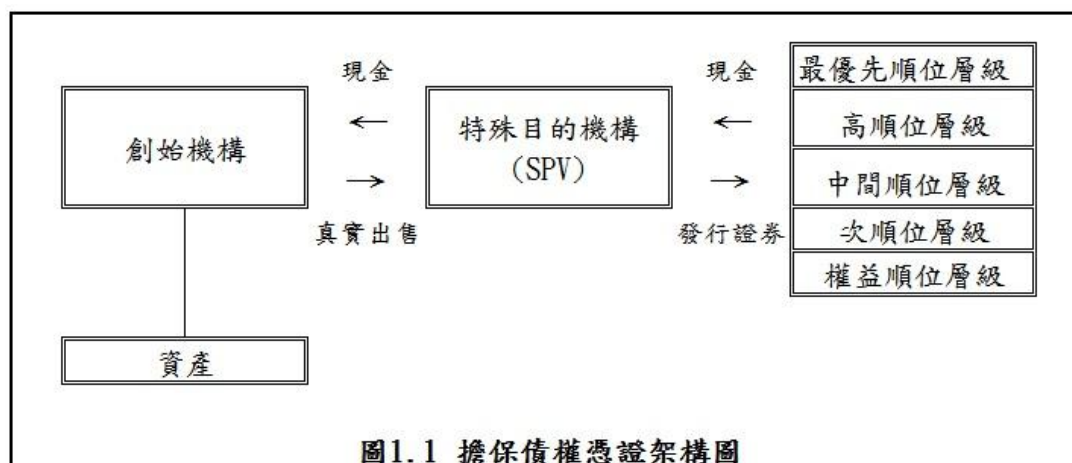 現金
現金
最優先順位層級
創始機構
特殊目的機構
(SPV)
高順位層級
中間順位層級
真實出售
發行證券
次順位層級
權益順位層級
資產
圖1.1 擔保債權憑證架構圖